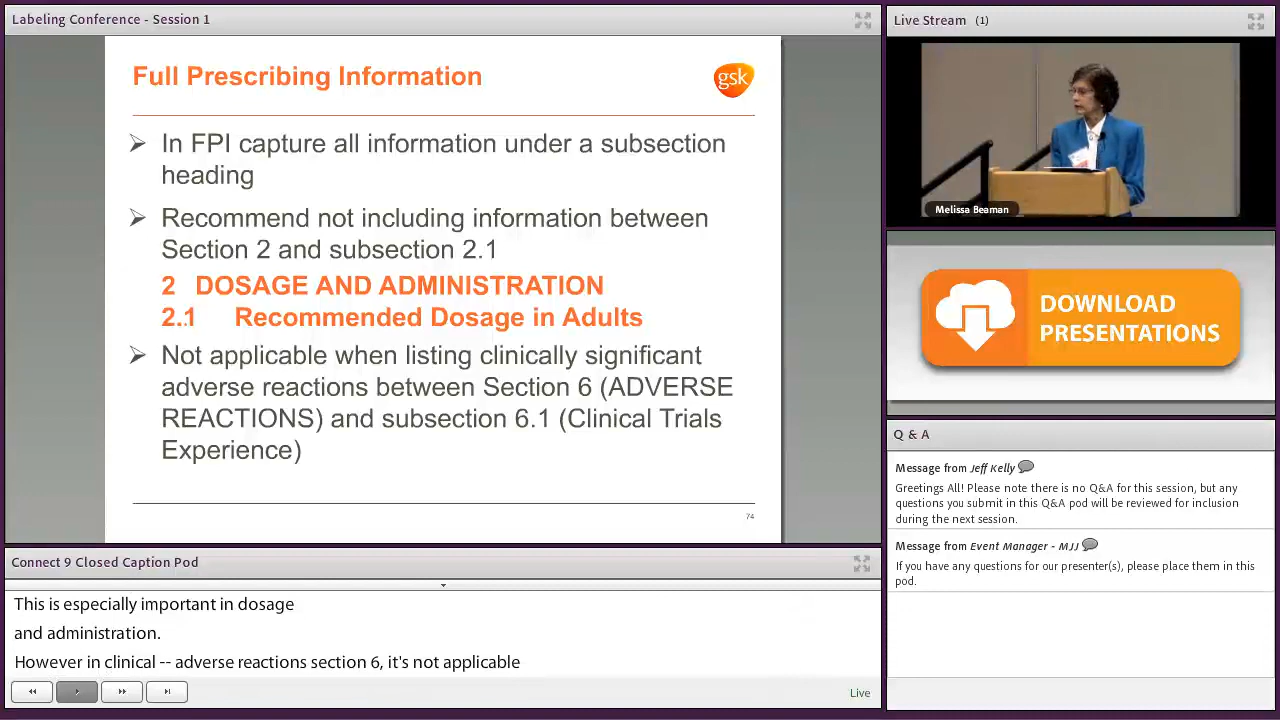 Labeling Conference - Session 1
Full Prescribing Information
gsk
➢ In FPI capture all information under a subsection
heading
➢ Recommend not including information between
Section 2 and subsection 2.1
2 DOSAGE AND ADMINISTRATION
2.1 Recommended Dosage in Adults
➢ Not applicable when listing clinically significant
adverse reactions between Section 6 (ADVERSE
REACTIONS) and subsection 6.1 (Clinical Trials
Experience)
74
Connect 9 Closed Caption Pod
This is especially important in dosage
and administration.
However in clinical -- adverse reactions section 6, it's not applicable
Live
Live Stream (1)
Melissa Beaman
DOWNLOAD
PRESENTATIONS
Q & A
Message from Jeff Kelly
Greetings All! Please note there is no Q&A for this session, but any
questions you submit in this Q&A pod will be reviewed for inclusion
during the next session.
Message from Event Manager - MJJ
If you have any questions for our presenter(s), please place them in this
pod.